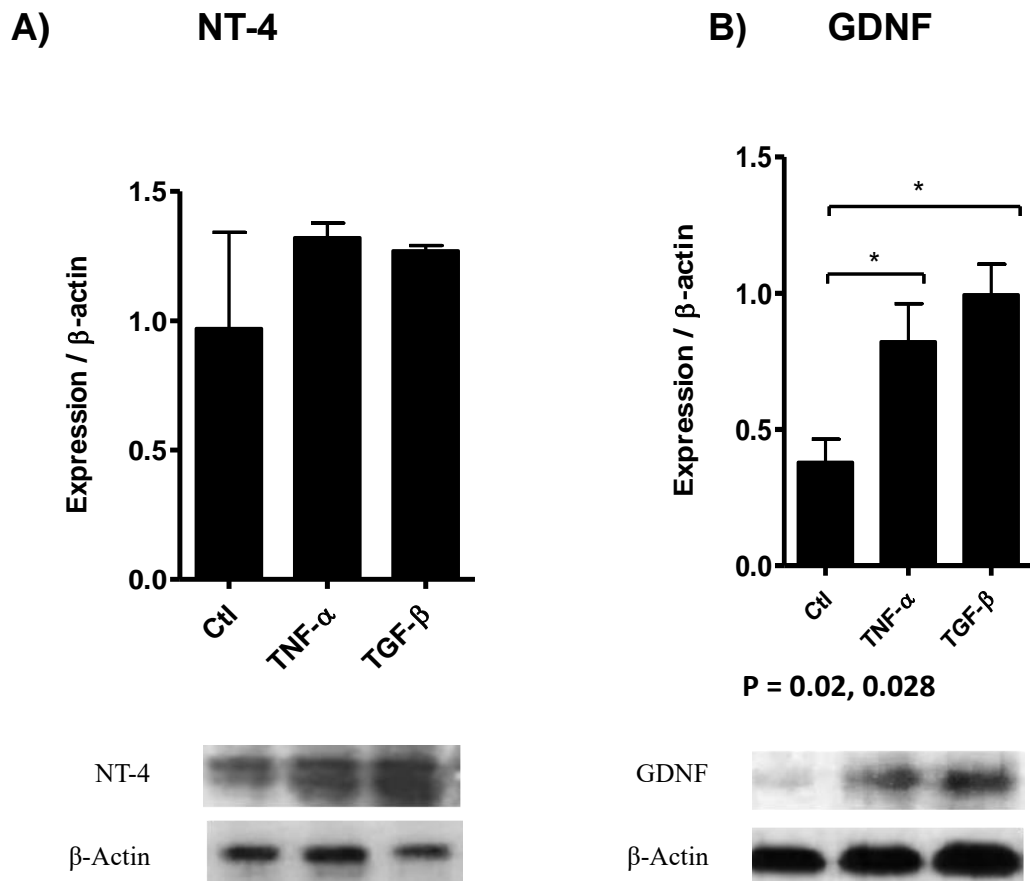 A) NT-4
Expression / β-actin
1.5
1.0
0.5
0.0
Ctl
TNF-α
TGF-β
NT-4
β-Actin
B) GDNF
Expression / β-actin
1.5
1.0
0.5
0.0
*
*
Ctl
TNF-α
TGF-β
P = 0.02, 0.028
GDNF
β-Actin